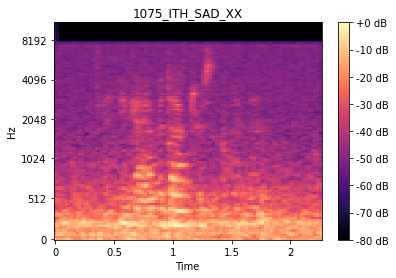 1075_ITH_SAD_XX
8192
4096
2048
1024
512
0
Hz
0
0.5
1
1.5
2
Time
+0 dB
-10 dB
-20 dB
-30 dB
-40 dB
-50 dB
-60 dB
-70 dB
-80 dB